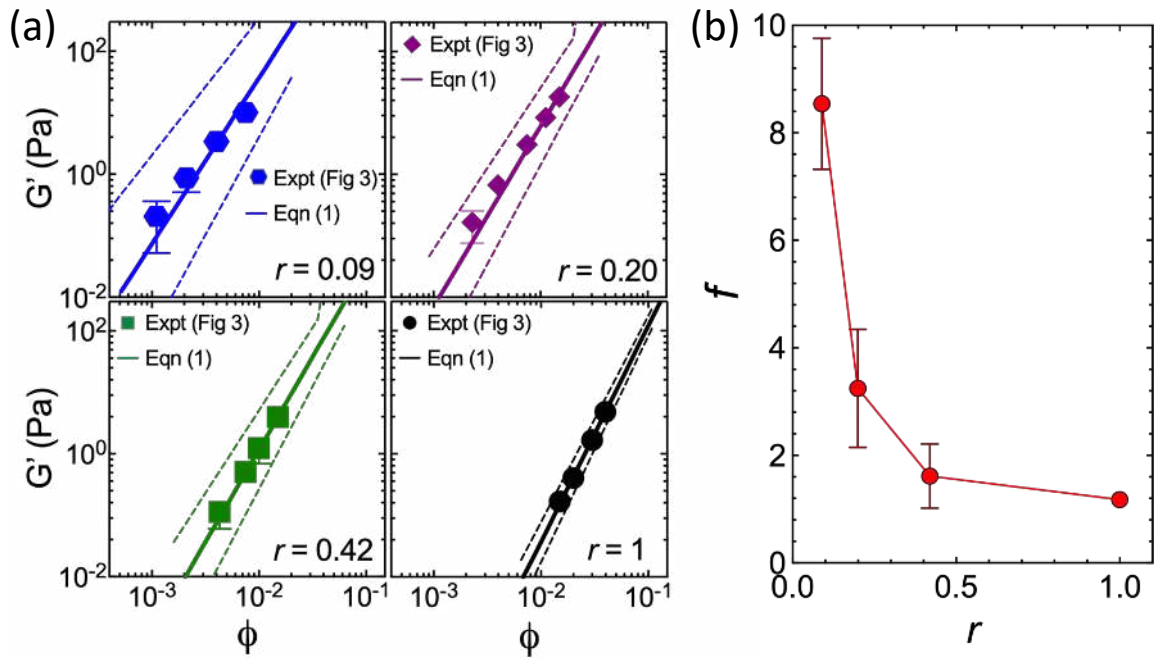 (a)
(b)
G' (Pa)
10²
10⁰
10⁻²
Expt (Fig 3)
Eqn (1)
r = 0.09
Expt (Fig 3)
Eqn (1)
r = 0.20
G' (Pa)
10²
10⁰
10⁻²
Expt (Fig 3)
Eqn (1)
r = 0.42
Expt (Fig 3)
Eqn (1)
r = 1
10⁻³ 10⁻² 10⁻¹
10⁻³ 10⁻² 10⁻¹
ϕ
ϕ
10
8
6
4
2
0
f
0.0 0.5 1.0
r